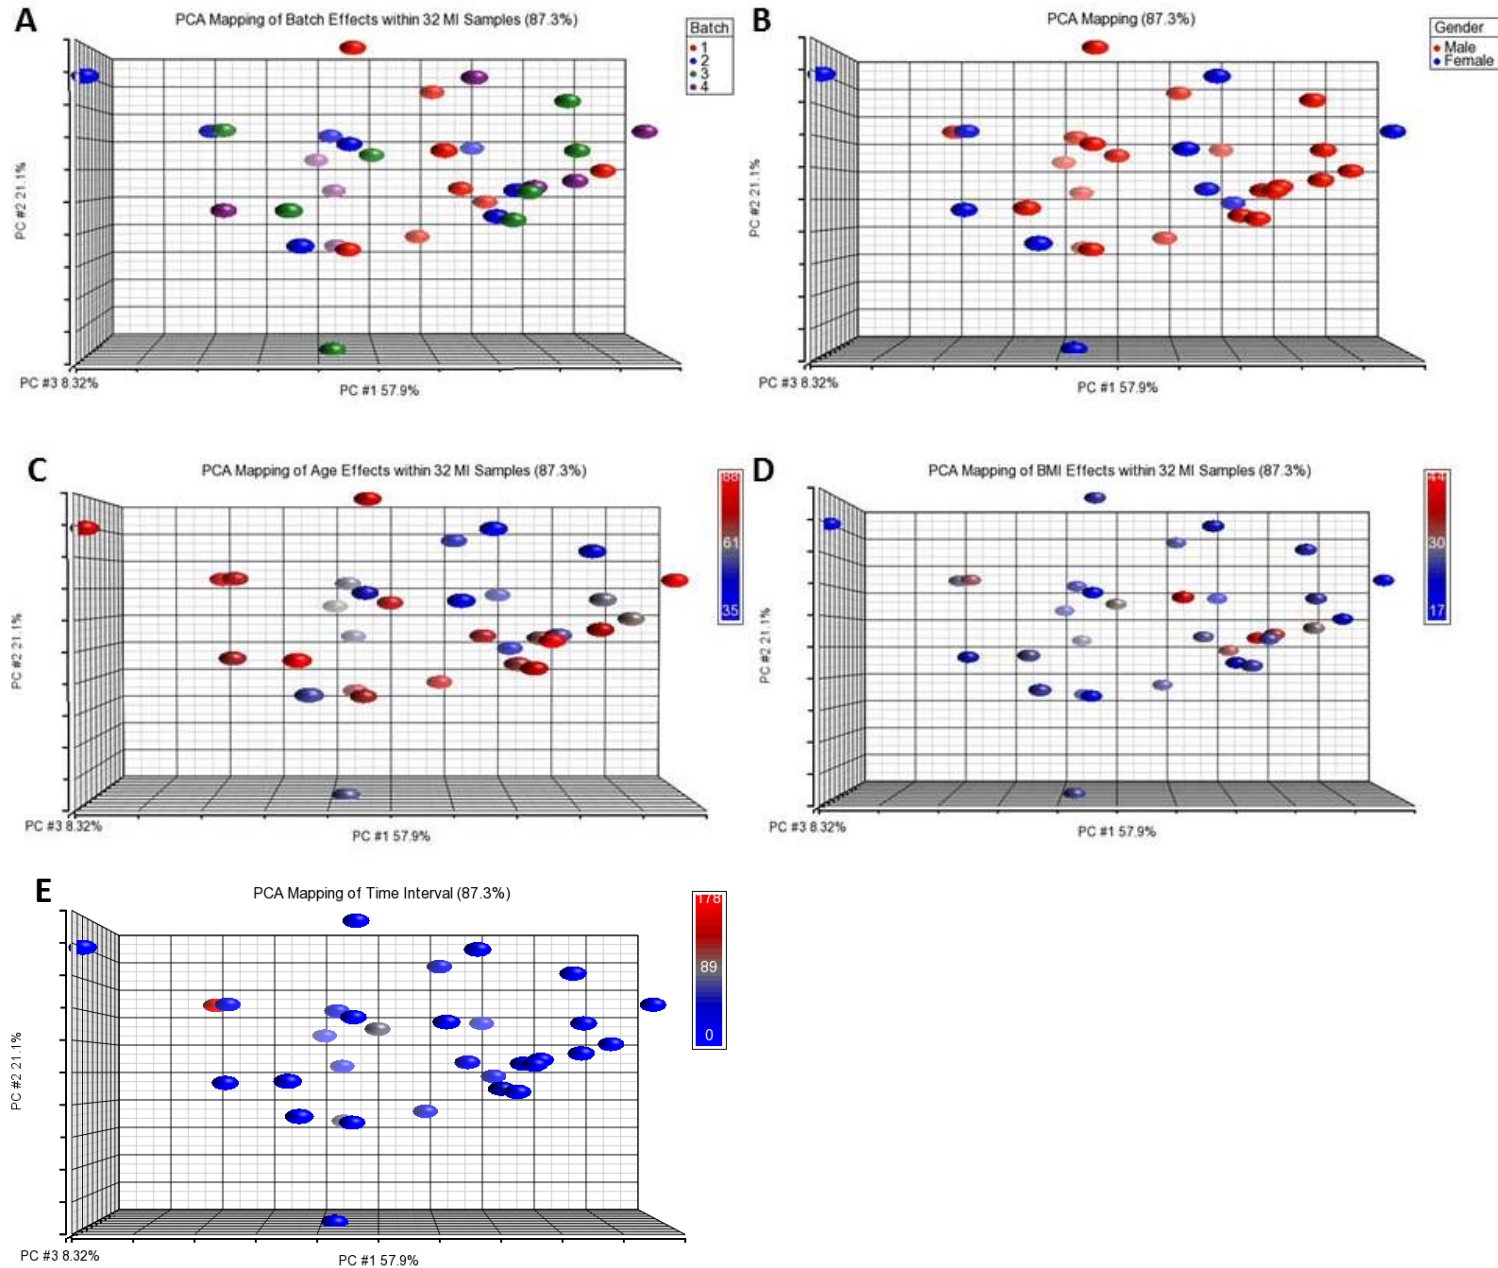 A
PCA Mapping of Batch Effects within 32 MI Samples (87.3%)
Batch
1
2
3
4
PC #2 21.1%
PC #3 8.32%
PC #1 57.9%
B
PCA Mapping (87.3%)
Gender
Male
Female
PC #2 21.1%
PC #3 8.32%
PC #1 57.9%
C
PCA Mapping of Age Effects within 32 MI Samples (87.3%)
88
61
35
PC #2 21.1%
PC #3 8.32%
PC #1 57.9%
D
PCA Mapping of BMI Effects within 32 MI Samples (87.3%)
44
30
17
PC #2 21.1%
PC #3 8.32%
PC #1 57.9%
E
PCA Mapping of Time Interval (87.3%)
178
89
0
PC #2 21.1%
PC #3 8.32%
PC #1 57.9%